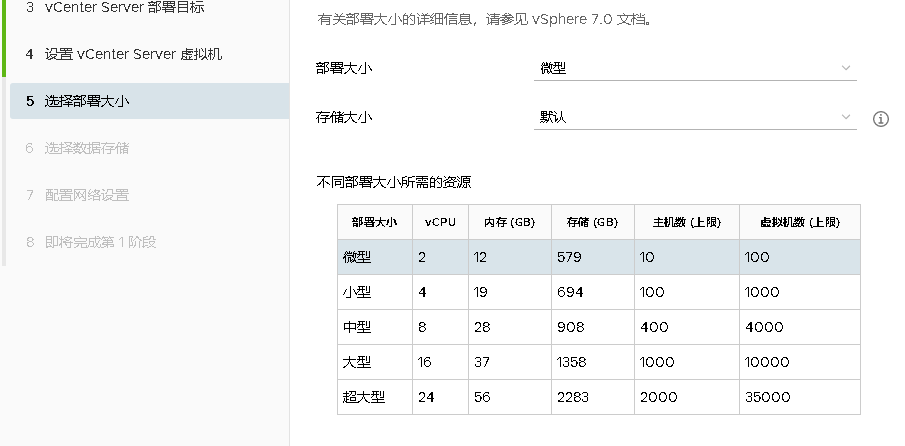 3 vCenter Server 部署目标
4 设置 vCenter Server 虚拟机
5 选择部署大小
6 选择数据存储
7 配置网络设置
8 即将完成第 1 阶段
有关部署大小的详细信息，请参见 vSphere 7.0 文档。
部署大小 微型
存储大小 默认
不同部署大小所需的资源
部署大小 vCPU 内存 (GB) 存储 (GB) 主机数 (上限) 虚拟机数 (上限)
微型 2 12 579 10 100
小型 4 19 694 100 1000
中型 8 28 908 400 4000
大型 16 37 1358 1000 10000
超大型 24 56 2283 2000 35000